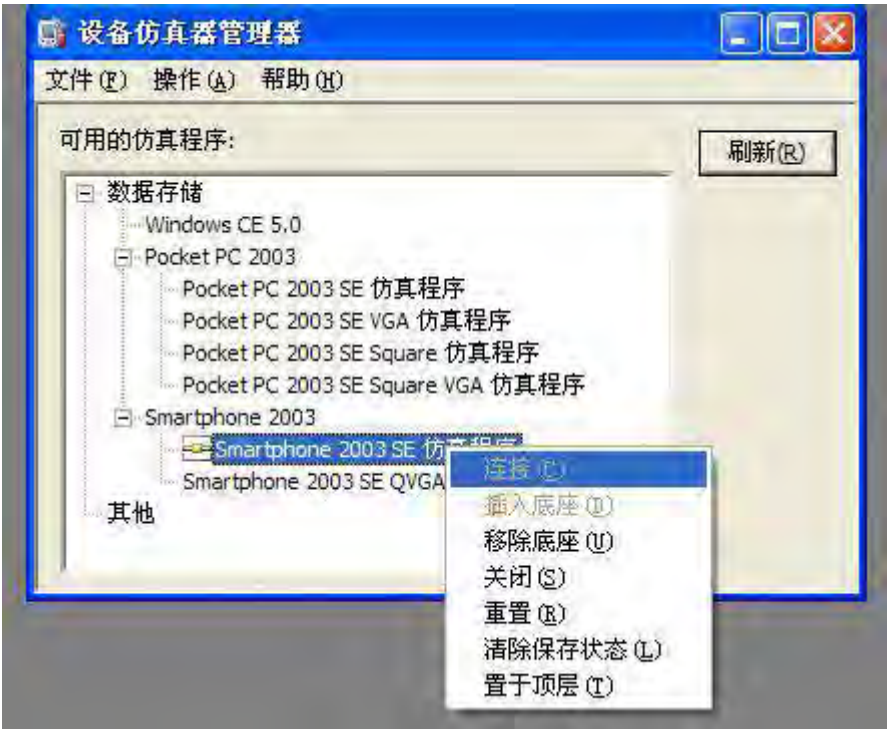 设备仿真器管理器
文件(F) 操作(A) 帮助(H)
可用的仿真程序:
刷新(R)
数据存储
Windows CE 5.0
Pocket PC 2003
Pocket PC 2003 SE 仿真程序
Pocket PC 2003 SE VGA 仿真程序
Pocket PC 2003 SE Square 仿真程序
Pocket PC 2003 SE Square VGA 仿真程序
Smartphone 2003
Smartphone 2003 SE 仿真程序
Smartphone 2003 SE QVGA
其他
连接(C)
插入底座(D)
移除底座(U)
关闭(S)
重置(R)
清除保存状态(L)
置于顶层(T)